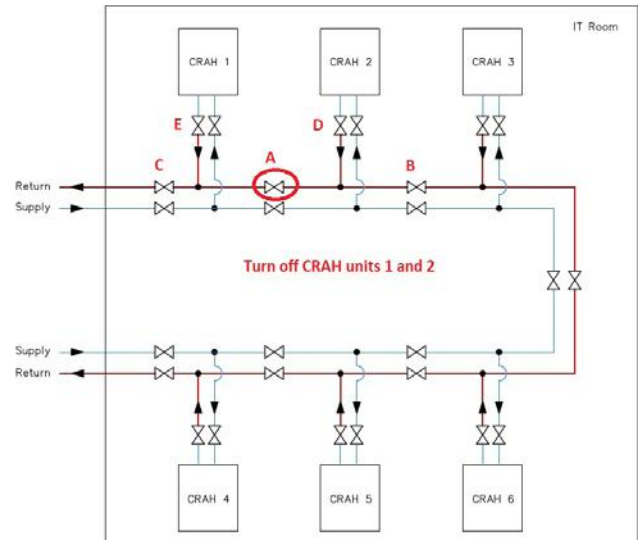 IT Room
CRAH 1
CRAH 2
CRAH 3
E
D
C
A
B
Return
Supply
Turn off CRAH units 1 and 2
Supply
Return
CRAH 4
CRAH 5
CRAH 6